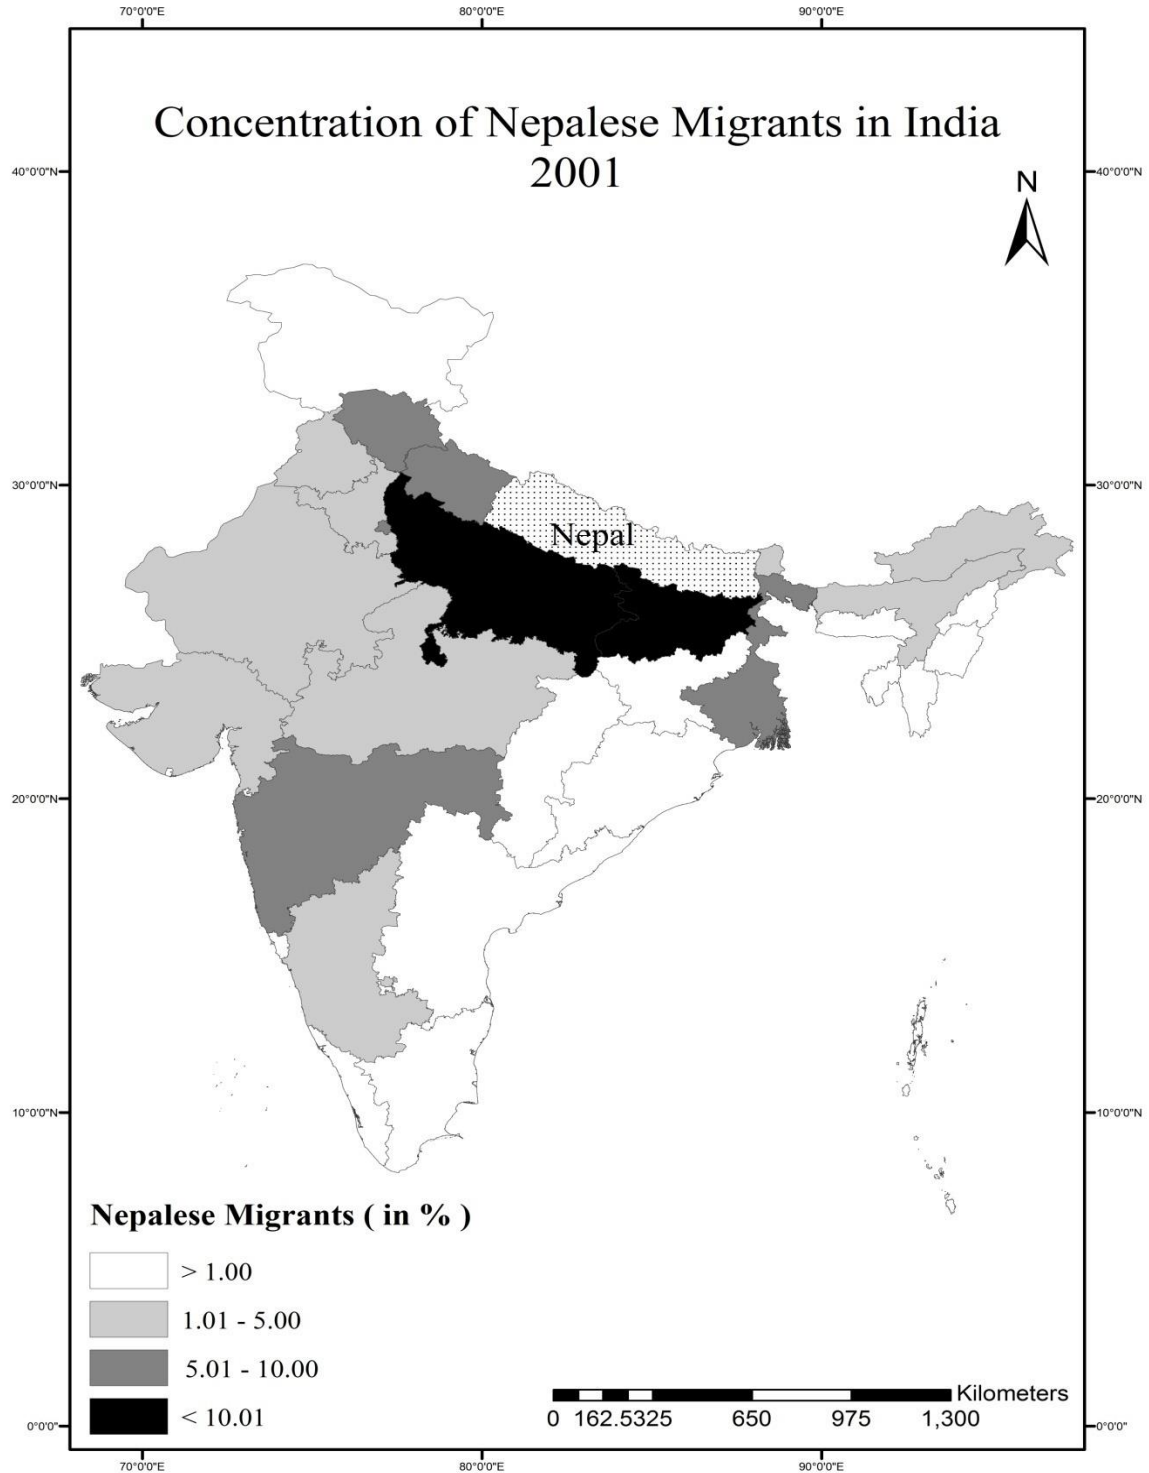 70°0'0"E 80°0'0"E 90°0'0"E
Concentration of Nepalese Migrants in India
2001
40°0'0"N 40°0'0"N
N
30°0'0"N 30°0'0"N
Nepal
20°0'0"N 20°0'0"N
10°0'0"N 10°0'0"N
Nepalese Migrants ( in % )
> 1.00
1.01 - 5.00
5.01 - 10.00
< 10.01
Kilometers
0 162.5325 650 975 1,300
0°0'0" 0°0'0"
70°0'0"E 80°0'0"E 90°0'0"E